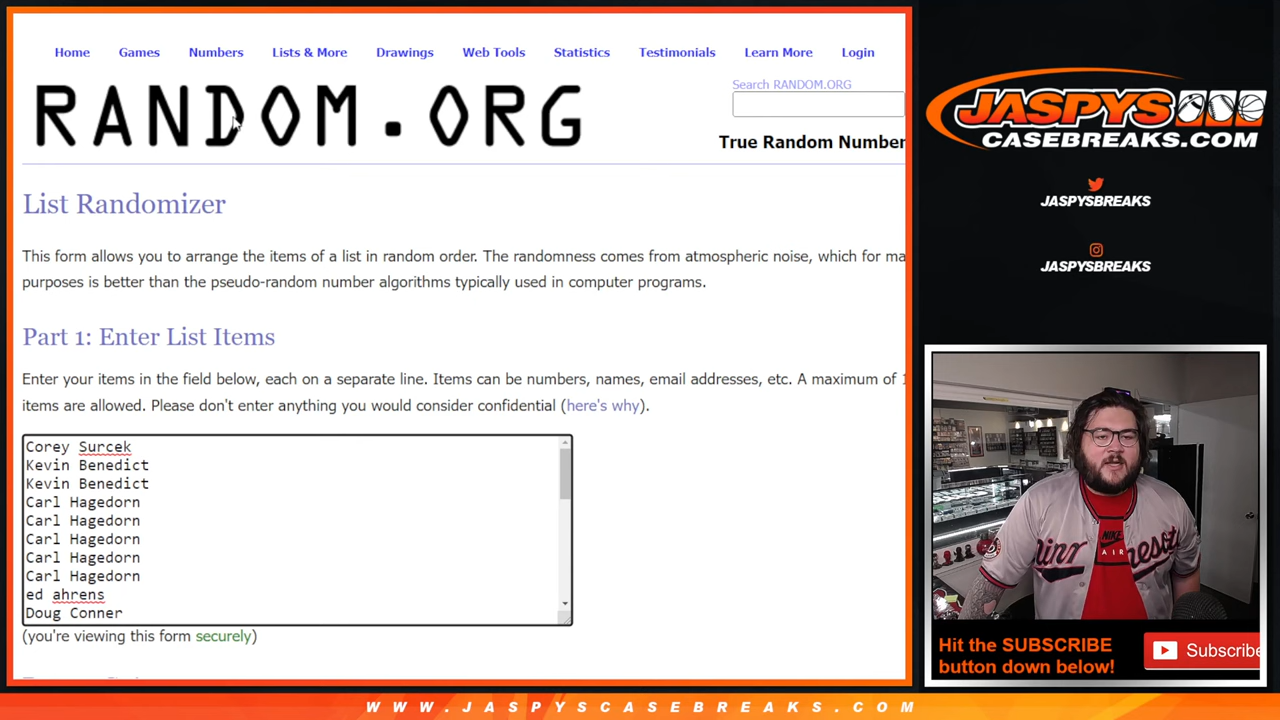 Home Games Numbers Lists & More Drawings Web Tools Statistics Testimonials Learn More Login
RANDOM.ORG
Search RANDOM.ORG
True Random Number
List Randomizer
This form allows you to arrange the items of a list in random order. The randomness comes from atmospheric noise, which for ma
purposes is better than the pseudo-random number algorithms typically used in computer programs.
Part 1: Enter List Items
Enter your items in the field below, each on a separate line. Items can be numbers, names, email addresses, etc. A maximum of 1
items are allowed. Please don't enter anything you would consider confidential (here's why).
Corey Surcek
Kevin Benedict
Kevin Benedict
Carl Hagedorn
Carl Hagedorn
Carl Hagedorn
Carl Hagedorn
Carl Hagedorn
ed ahrens
Doug Conner
(you're viewing this form securely)
JASPYS
CASEBREAKS.COM
JASPYSBREAKS
JASPYSBREAKS
NIKE
AIR
Hit the SUBSCRIBE
button down below!
Subscribe
WWW.JASPYSCASEBREAKS.COM